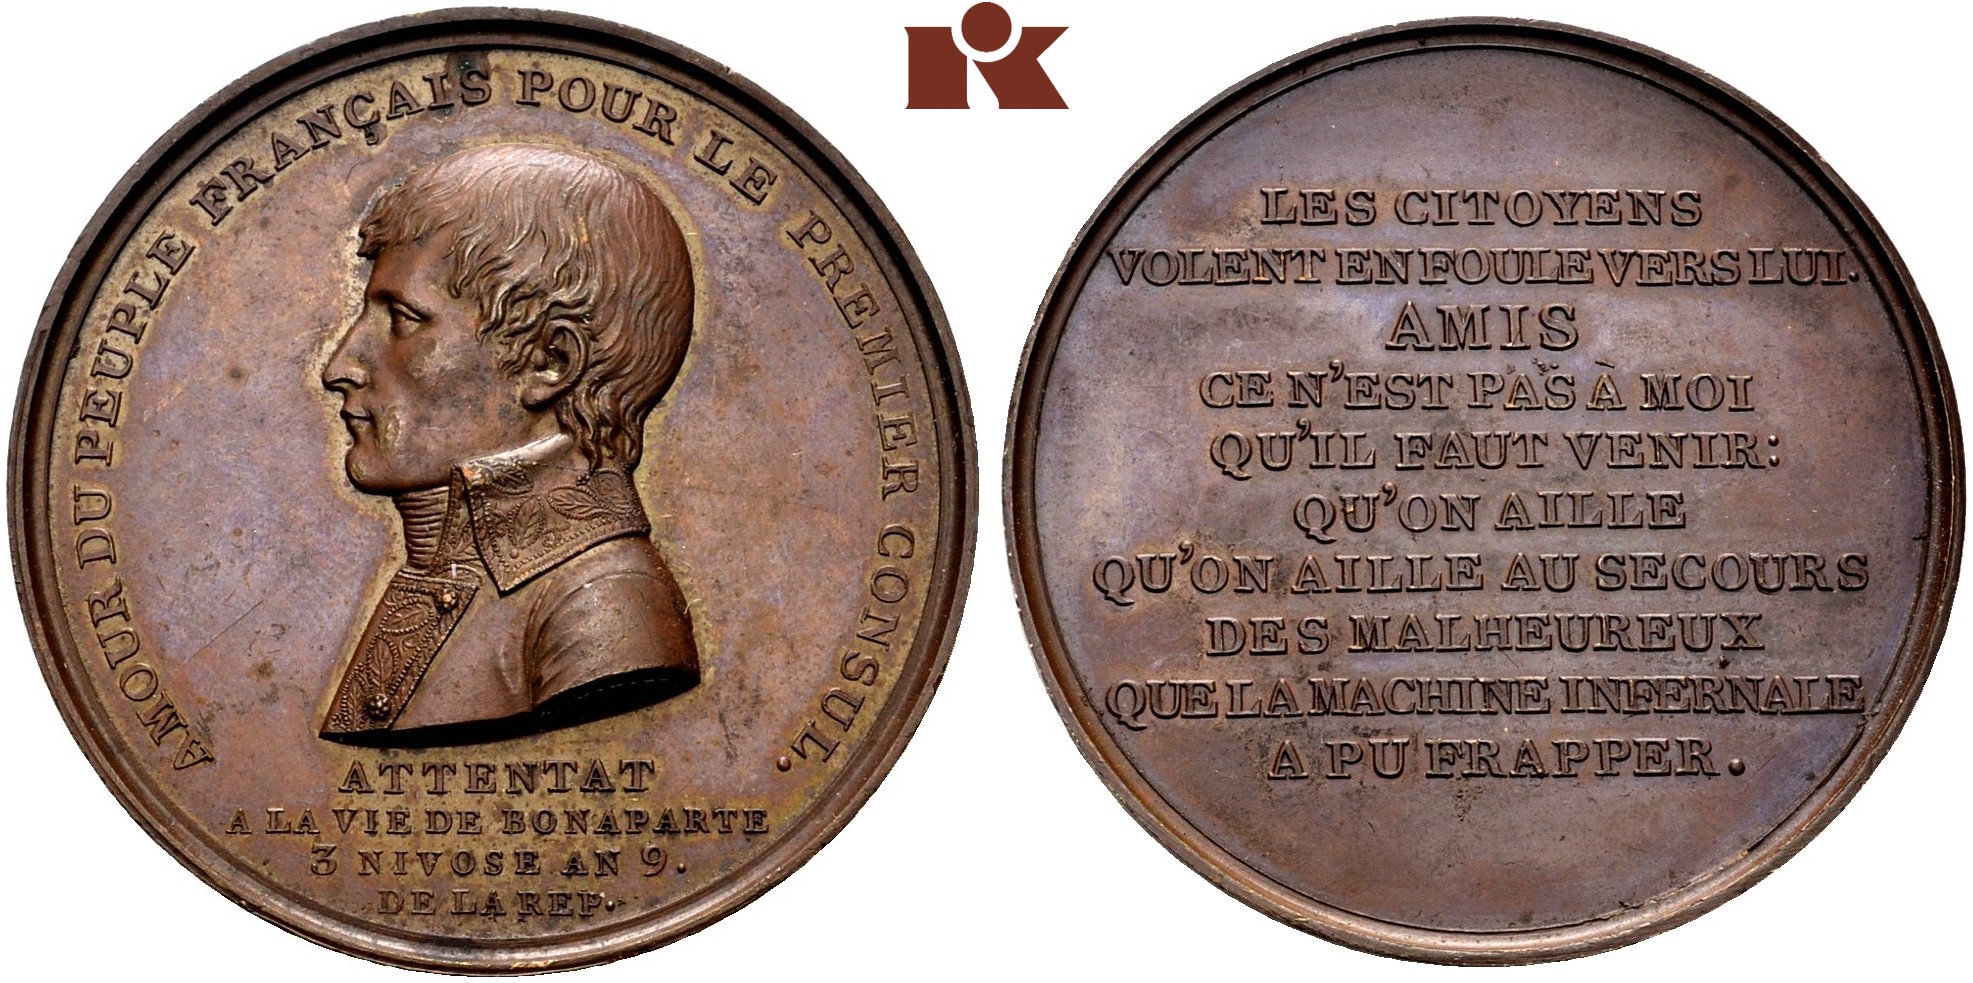 AMOUR DU PEUPLE FRANÇAIS POUR LE PREMIER CONSUL.
ATTENTAT
A LA VIE DE BONAPARTE
3 NIVOSE AN 9.
DE LA REP.
LES CITOYENS
VOLENT EN FOULE VERS LUI.
AMIS
CE N'EST PAS À MOI
QU'IL FAUT VENIR:
QU'ON AILLE
QU'ON AILLE AU SECOURS
DES MALHEUREUX
QUE LA MACHINE INFERNALE
A PU FRAPPER.